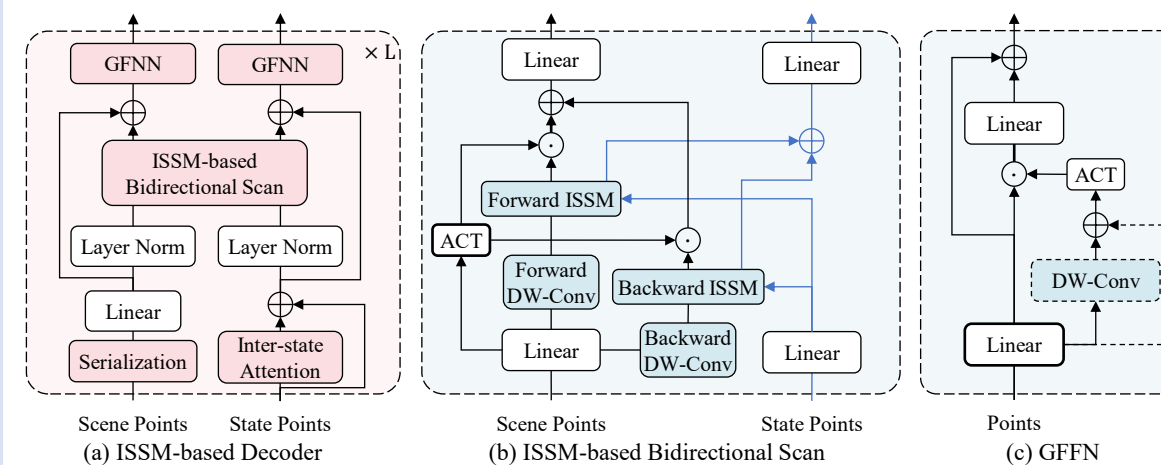 GFNN
GFNN
× L
ISSM-based
Bidirectional Scan
Layer Norm
Layer Norm
Linear
Serialization
Inter-state
Attention
Scene Points
State Points
(a) ISSM-based Decoder
Linear
Linear
Forward ISSM
ACT
Forward
DW-Conv
Backward ISSM
Linear
Backward
DW-Conv
Linear
Scene Points
State Points
(b) ISSM-based Bidirectional Scan
Linear
ACT
DW-Conv
Linear
Points
(c) GFFN